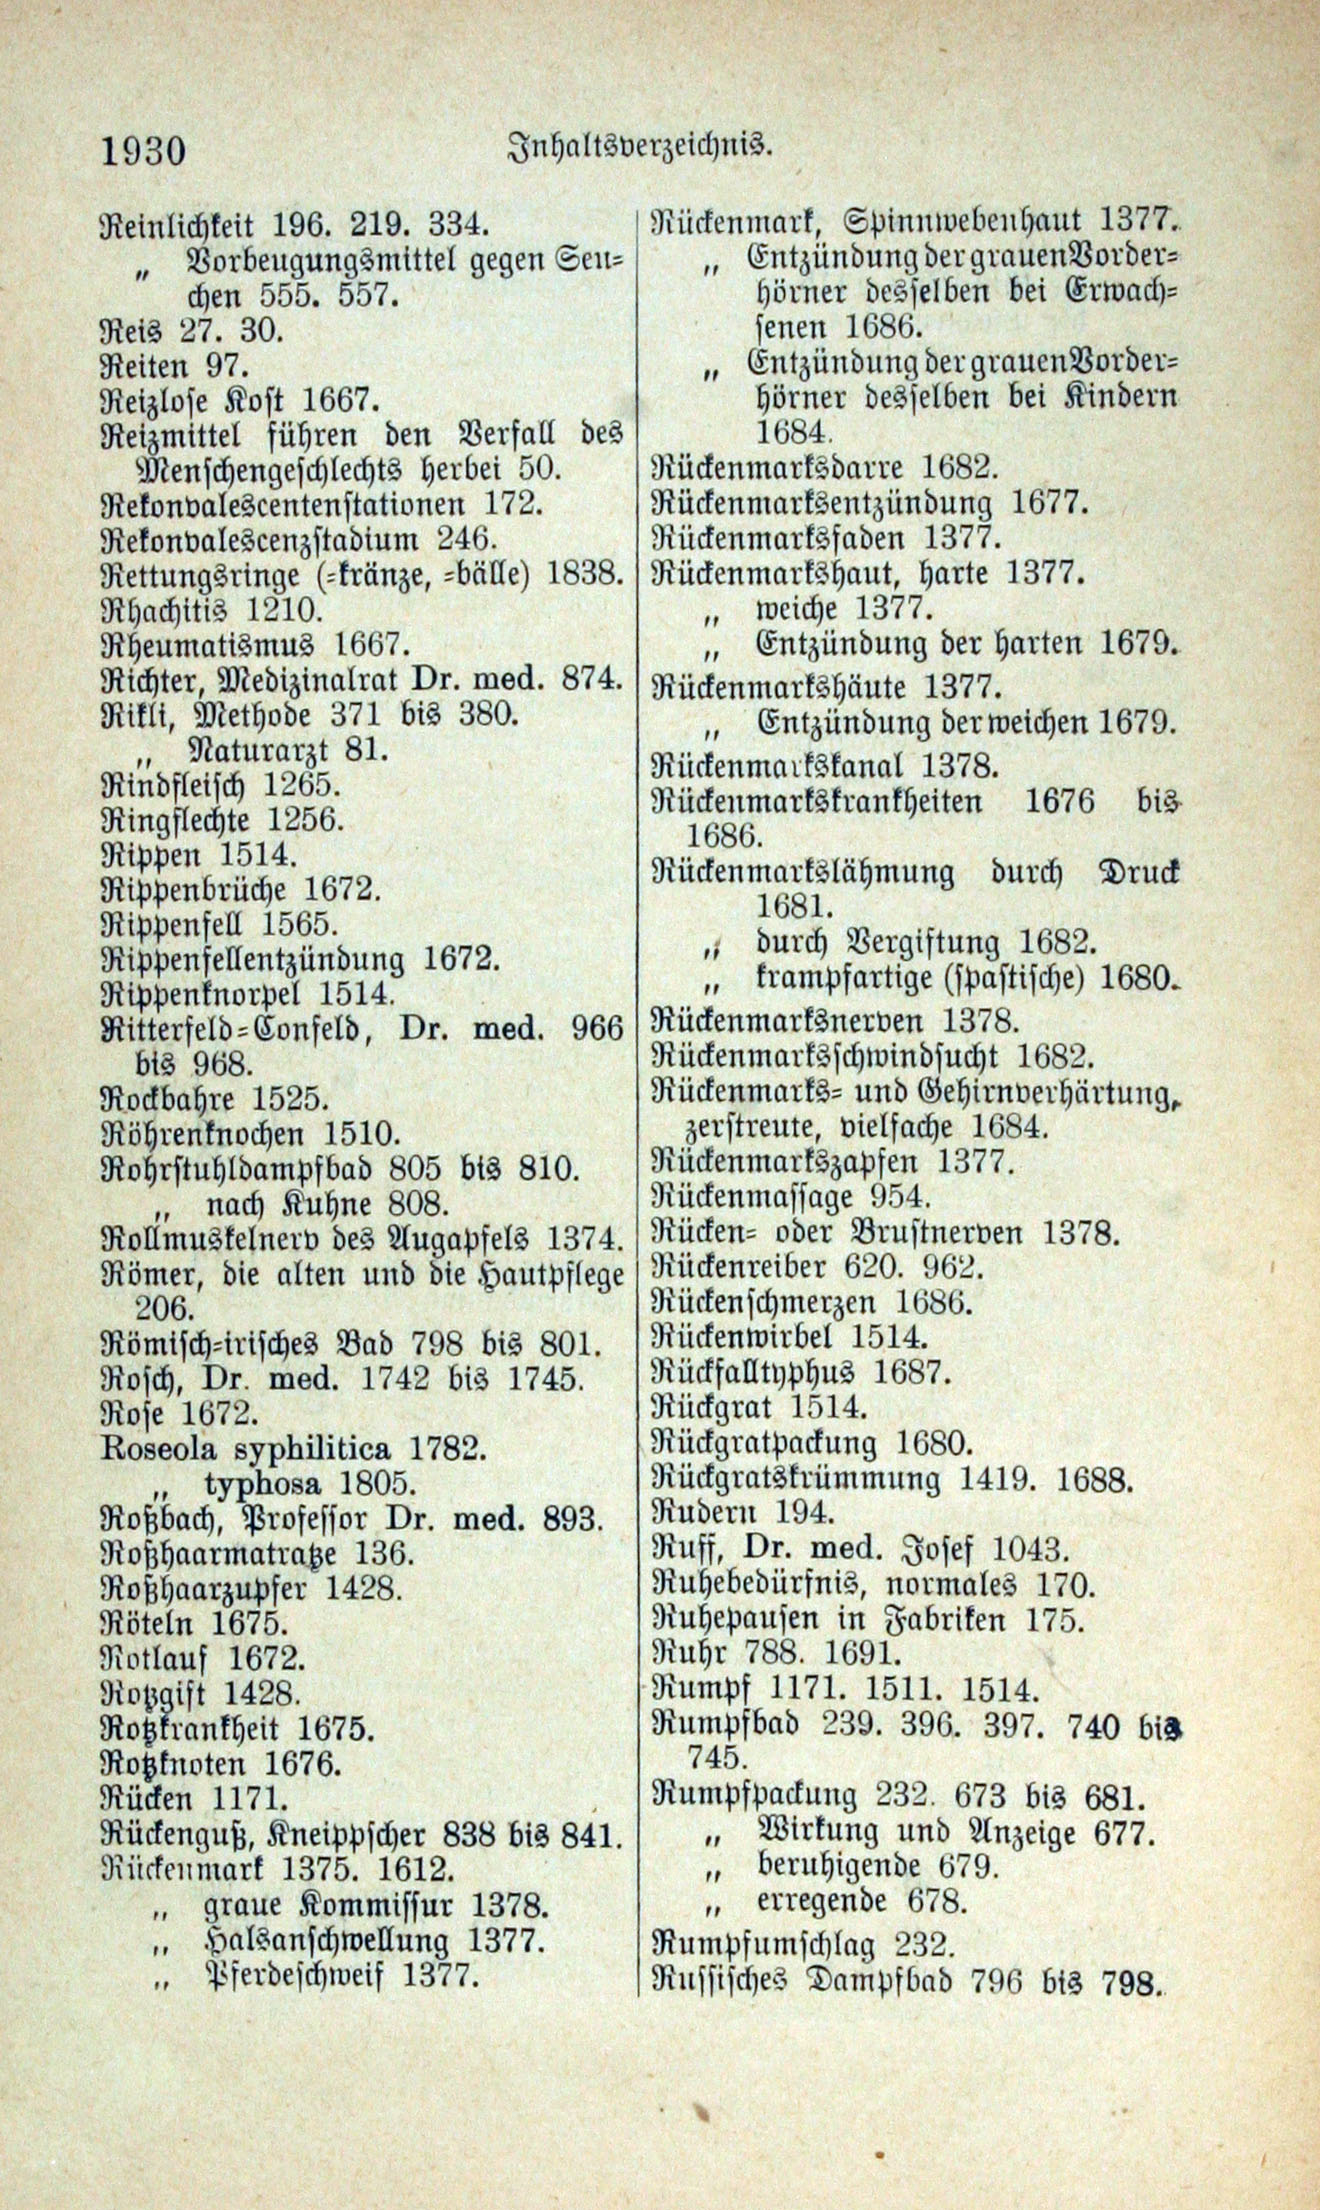 1930
Inhaltsverzeichnis.
Reinlichkeit 196. 219. 334.
„ Vorbeugungsmittel gegen Seu-
chen 555. 557.
Reis 27. 30.
Reiten 97.
Reizlose Kost 1667.
Reizmittel führen den Verfall des
Menschengeschlechts herbei 50.
Rekonvalescentenstationen 172.
Rekonvalescenzstadium 246.
Rettungsringe (-kränze, -bälle) 1838.
Rhachitis 1210.
Rheumatismus 1667.
Richter, Medizinalrat Dr. med. 874.
Rikli, Methode 371 bis 380.
„ Naturarzt 81.
Rindfleisch 1265.
Ringflechte 1256.
Rippen 1514.
Rippenbrüche 1672.
Rippenfell 1565.
Rippenfellentzündung 1672.
Rippenknorpel 1514.
Ritterfeld-Confeld, Dr. med. 966
bis 968.
Rockbahre 1525.
Röhrenknochen 1510.
Rohrstuhldampfbad 805 bis 810.
„ nach Kuhne 808.
Rollmuskelnerv des Augapfels 1374.
Römer, die alten und die Hautpflege
206.
Römisch-irisches Bad 798 bis 801.
Rosch, Dr. med. 1742 bis 1745.
Rose 1672.
Roseola syphilitica 1782.
„ typhosa 1805.
Roßbach, Professor Dr. med. 893.
Roßhaarmatratze 136.
Roßhaarzupfer 1428.
Röteln 1675.
Rotlauf 1672.
Rotzgift 1428.
Rotzkrankheit 1675.
Rotzknoten 1676.
Rücken 1171.
Rückenguß, Kneippscher 838 bis 841.
Rückenmark 1375. 1612.
„ graue Kommissur 1378.
„ Halsanschwellung 1377.
„ Pferdeschweif 1377.
Rückenmark, Spinnwebenhaut 1377.
„ Entzündung der grauen Vorder-
hörner desselben bei Erwach-
senen 1686.
„ Entzündung der grauen Vorder-
hörner desselben bei Kindern
1684.
Rückenmarksdarre 1682.
Rückenmarksentzündung 1677.
Rückenmarksfaden 1377.
Rückenmarkshaut, harte 1377.
„ weiche 1377.
„ Entzündung der harten 1679.
Rückenmarkshäute 1377.
„ Entzündung der weichen 1679.
Rückenmarkskanal 1378.
Rückenmarkskrankheiten 1676 bis
1686.
Rückenmarkslähmung durch Druck
1681.
„ durch Vergiftung 1682.
„ krampfartige (spastische) 1680.
Rückenmarksnerven 1378.
Rückenmarksschwindsucht 1682.
Rückenmarks- und Gehirnverhärtung,
zerstreute, vielfache 1684.
Rückenmarkszapfen 1377.
Rückenmassage 954.
Rücken- oder Brustnerven 1378.
Rückenreiber 620. 962.
Rückenschmerzen 1686.
Rückenwirbel 1514.
Rückfalltyphus 1687.
Rückgrat 1514.
Rückgratpackung 1680.
Rückgratskrümmung 1419. 1688.
Rudern 194.
Ruff, Dr. med. Josef 1043.
Ruhebedürfnis, normales 170.
Ruhepausen in Fabriken 175.
Ruhr 788. 1691.
Rumpf 1171. 1511. 1514.
Rumpfbad 239. 396. 397. 740 bis
745.
Rumpfpackung 232. 673 bis 681.
„ Wirkung und Anzeige 677.
„ beruhigende 679.
„ erregende 678.
Rumpfumschlag 232.
Russisches Dampfbad 796 bis 798.